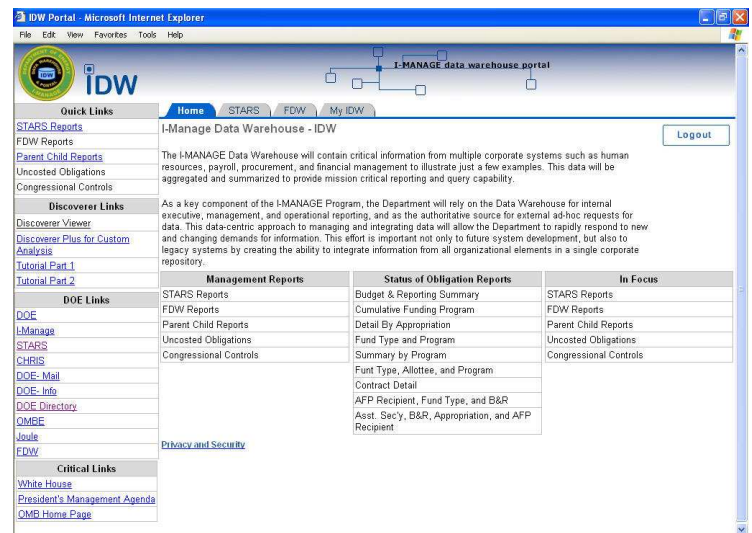 IDW Portal - Microsoft Internet Explorer
File Edit View Favorites Tools Help
IDW
IDW
I-MANAGE data warehouse portal
Home STARS FDW My IDW
Quick Links
STARS Reports
FDW Reports
Parent Child Reports
Uncosted Obligations
Congressional Controls
Discoverer Links
Discoverer Viewer
Discoverer Plus for Custom
Analysis
Tutorial Part 1
Tutorial Part 2
DOE Links
DOE
I-Manage
STARS
CHRIS
DOE- Mail
DOE- Info
DOE Directory
OMBE
Joule
FDW
Critical Links
White House
President's Management Agenda
OMB Home Page
I-Manage Data Warehouse - IDW
Logout
The I-MANAGE Data Warehouse will contain critical information from multiple corporate systems such as human
resources, payroll, procurement, and financial management to illustrate just a few examples. This data will be
aggregated and summarized to provide mission critical reporting and query capability.
As a key component of the I-MANAGE Program, the Department will rely on the Data Warehouse for internal
executive, management, and operational reporting, and as the authoritative source for external ad-hoc requests for
data. This data-centric approach to managing and integrating data will allow the Department to rapidly respond to new
and changing demands for information. This effort is important not only to future system development, but also to
legacy systems by creating the ability to integrate information from all organizational elements in a single corporate
repository.
Management Reports
STARS Reports
FDW Reports
Parent Child Reports
Uncosted Obligations
Congressional Controls
Status of Obligation Reports
Budget & Reporting Summary
Cumulative Funding Program
Detail By Appropriation
Fund Type and Program
Summary by Program
Funt Type, Allottee, and Program
Contract Detail
AFP Recipient, Fund Type, and B&R
Asst. Sec'y, B&R, Appropriation, and AFP
Recipient
In Focus
STARS Reports
FDW Reports
Parent Child Reports
Uncosted Obligations
Congressional Controls
Privacy and Security